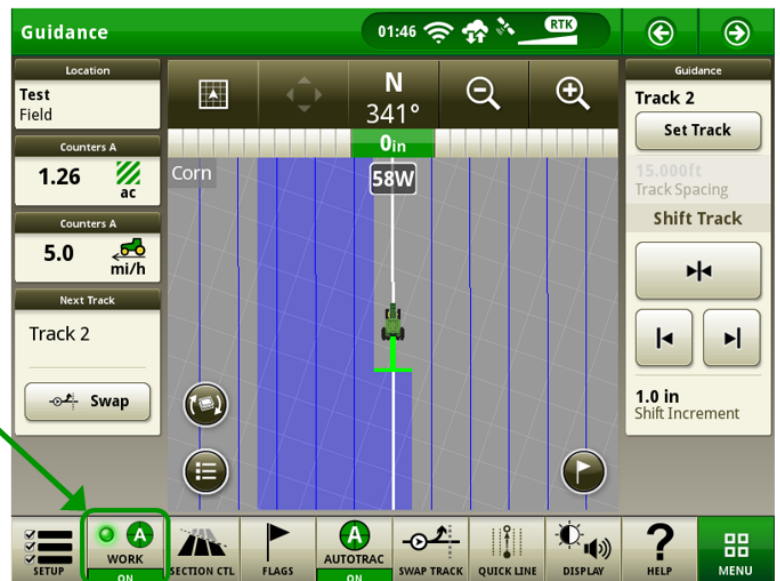 Guidance
01:46
RTK
Location
Test
Field
Counters A
1.26
ac
Counters A
5.0
mi/h
Next Track
Track 2
Swap
N
341°
0in
Corn
58W
Guidance
Track 2
Set Track
15.000ft
Track Spacing
Shift Track
1.0 in
Shift Increment
SETUP
A
WORK
ON
SECTION CTL
FLAGS
A
AUTOTRAC
ON
SWAP TRACK
QUICK LINE
DISPLAY
?
HELP
MENU